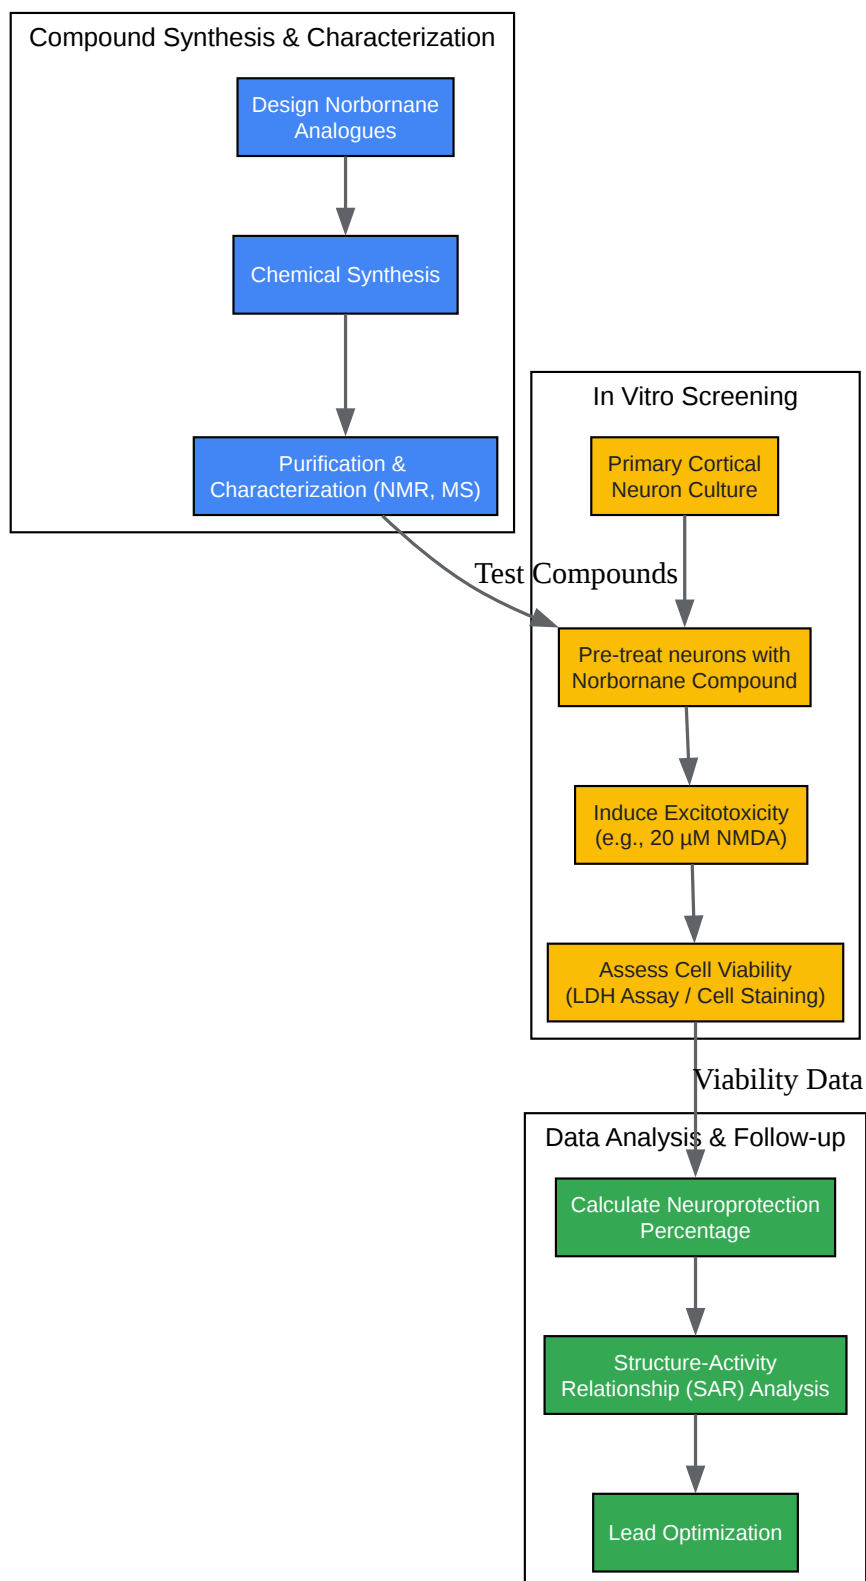 Compound Synthesis & Characterization
Design Norbornane
Analogues
Chemical Synthesis
Purification &
Characterization (NMR, MS)
Test Compounds
In Vitro Screening
Primary Cortical
Neuron Culture
Pre-treat neurons with
Norbornane Compound
Induce Excitotoxicity
(e.g., 20 µM NMDA)
Assess Cell Viability
(LDH Assay / Cell Staining)
Viability Data
Data Analysis & Follow-up
Calculate Neuroprotection
Percentage
Structure-Activity
Relationship (SAR) Analysis
Lead Optimization